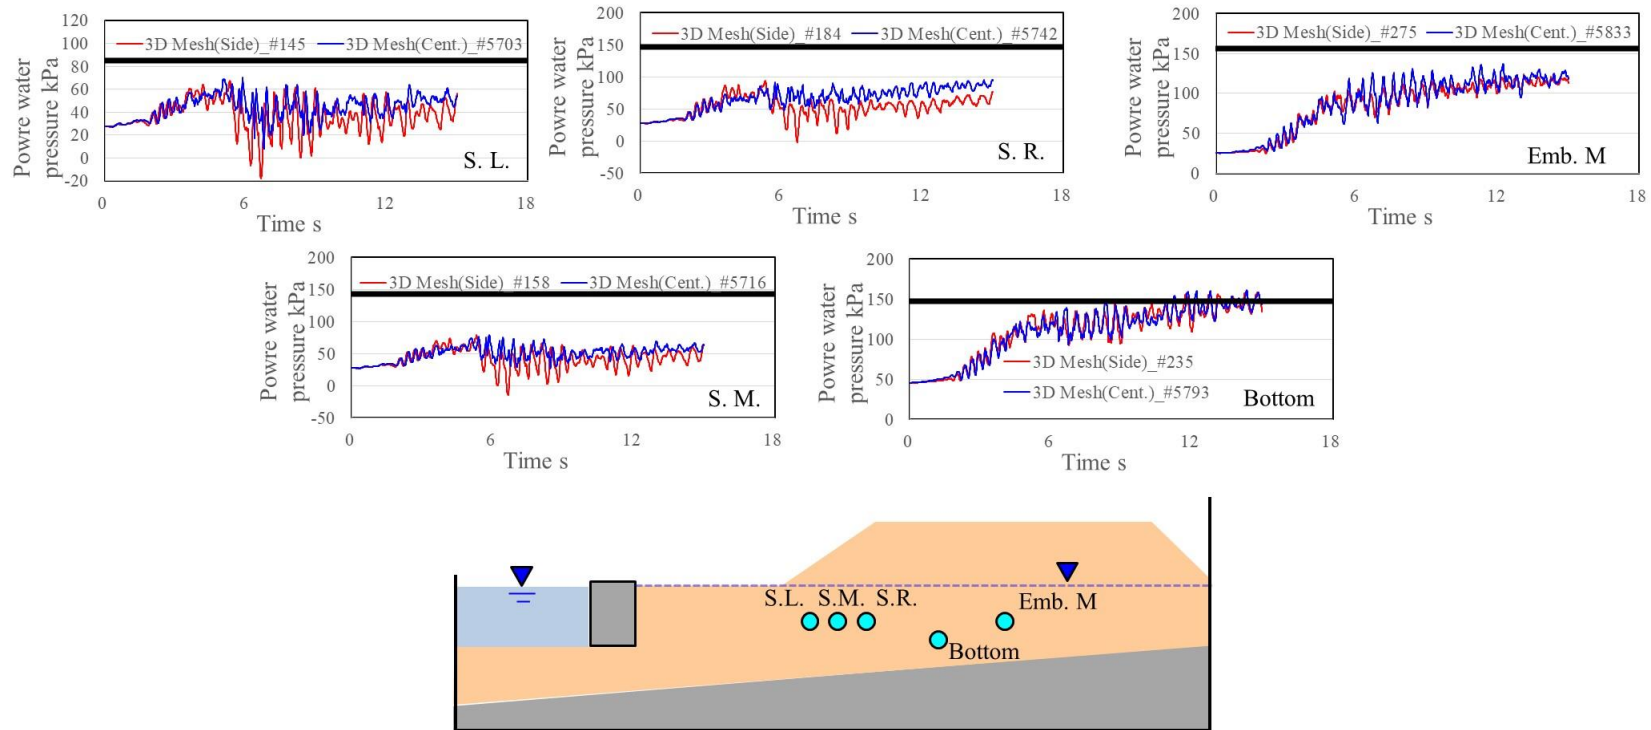 120
100
80
60
40
20
0
-20
Powre water
pressure kPa
3D Mesh(Side)_#145
3D Mesh(Cent.)_#5703
S. L.
0
6
12
18
Time s
200
150
100
50
0
-50
Powre water
pressure kPa
3D Mesh(Side)_#184
3D Mesh(Cent.)_#5742
S. R.
0
6
12
18
Time s
200
150
100
50
0
Powre water
pressure kPa
3D Mesh(Side)_#275
3D Mesh(Cent.)_#5833
Emb. M
0
6
12
18
Time s
200
150
100
50
0
-50
Power water
pressure kPa
3D Mesh(Side)_#158
3D Mesh(Cent.)_#5716
S. M.
0
6
12
18
Time s
200
150
100
50
0
Power water
pressure kPa
3D Mesh(Side)_#235
3D Mesh(Cent.)_#5793
Bottom
0
6
12
18
Time s
S.L. S.M. S.R.
Emb. M
Bottom